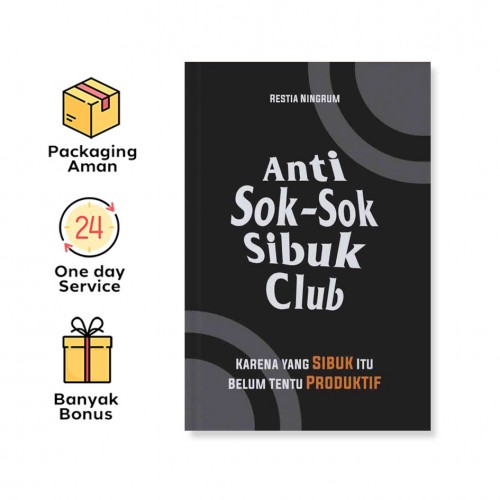 Packaging
Aman
24
One day
Service
Banyak
Bonus
RESTIA NINGRUM
Anti
Sok-Sok
Sibuk
Club
KARENA YANG SIBUK ITU
BELUM TENTU PRODUKTIF